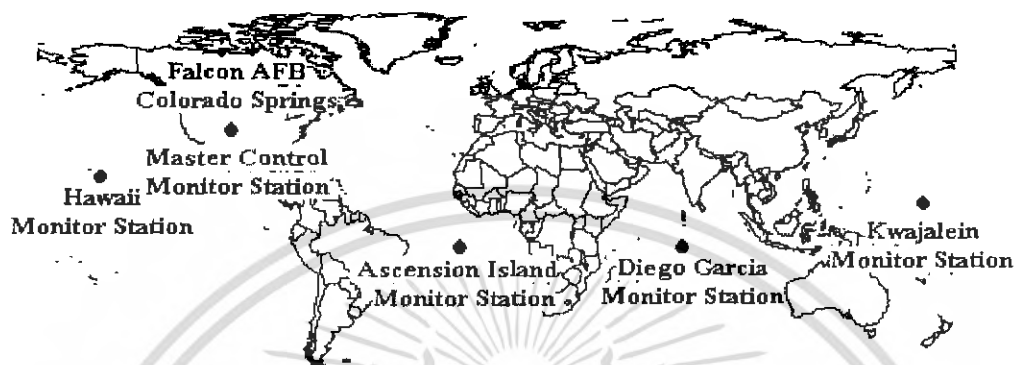 Falcon AFB
Colorado Springs
Master Control
Monitor Station
Hawaii
Monitor Station
Ascension Island
Monitor Station
Diego Garcia
Monitor Station
Kwajalein
Monitor Station